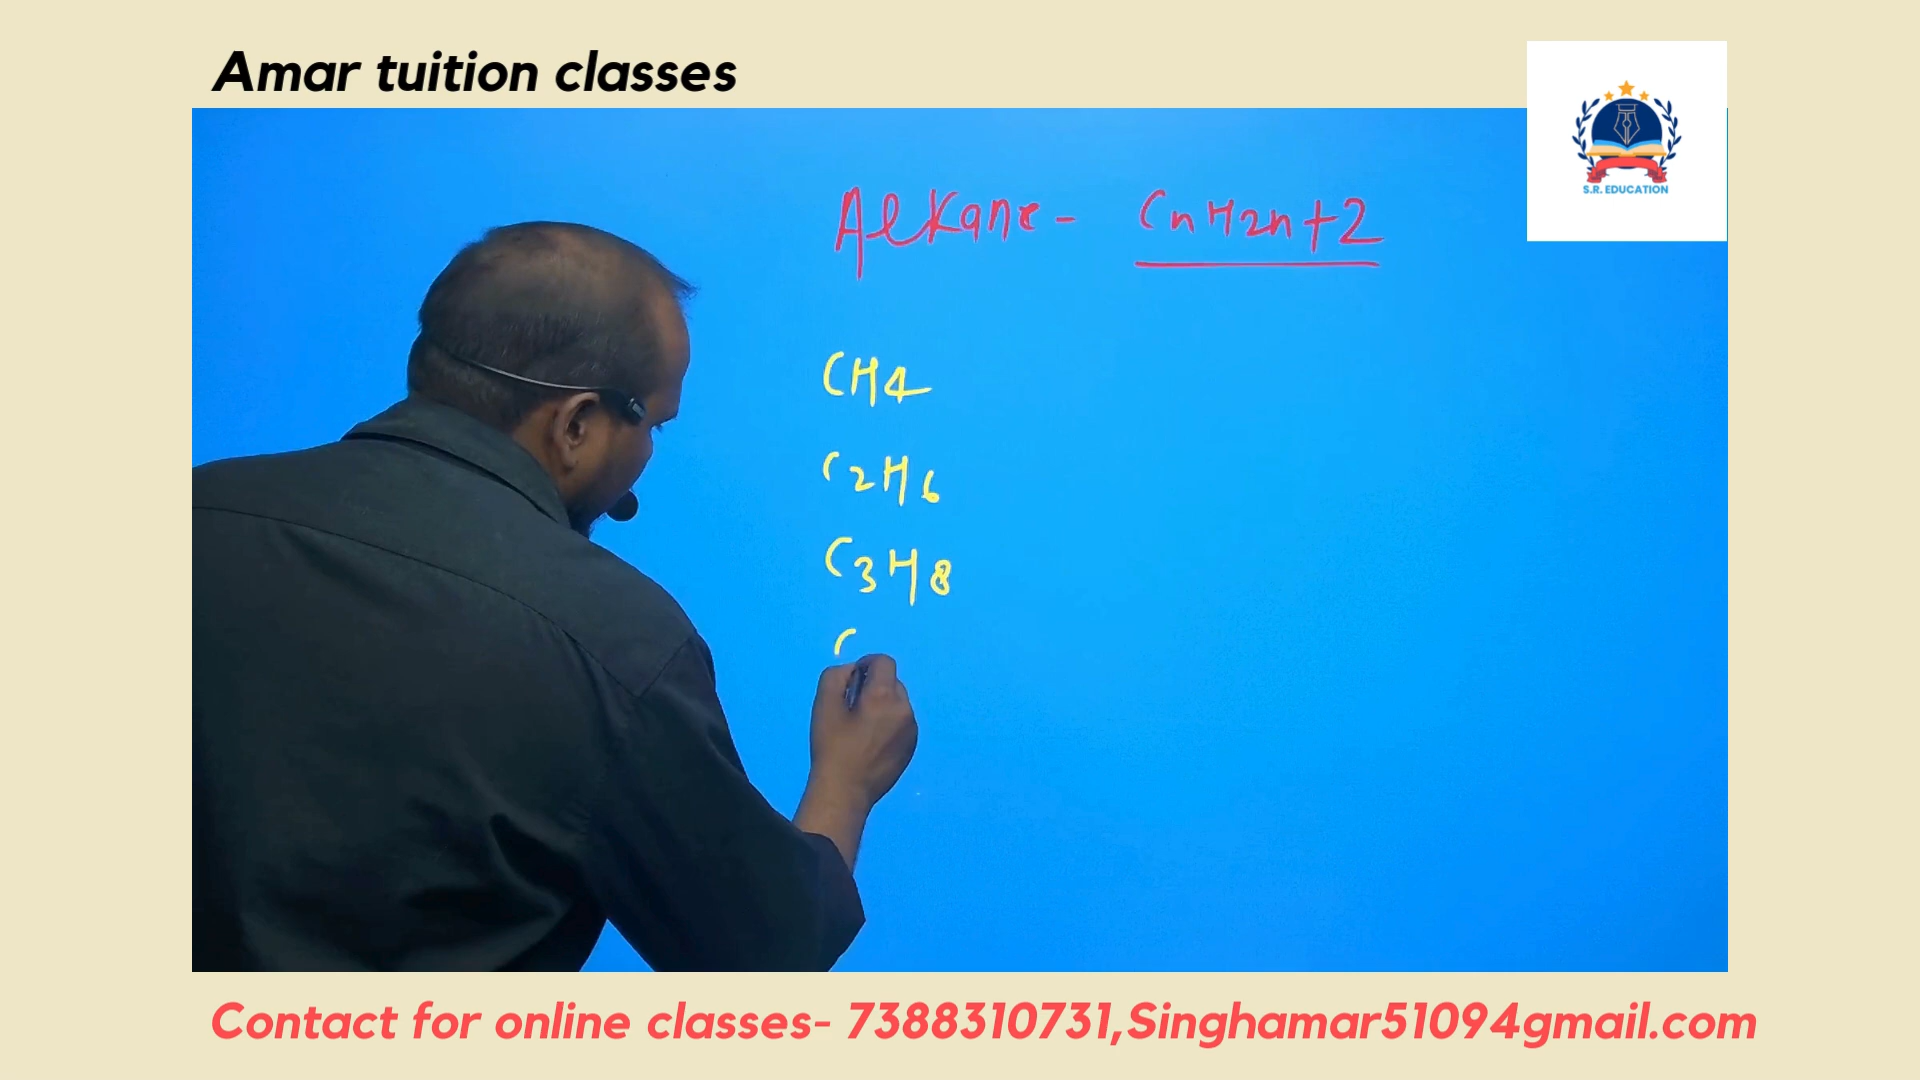 Amar tuition classes
S.R. EDUCATION
Alkane - CnH2n+2
CH4
C2H6
C3H8
C
Contact for online classes- 7388310731,Singhamar51094gmail.com